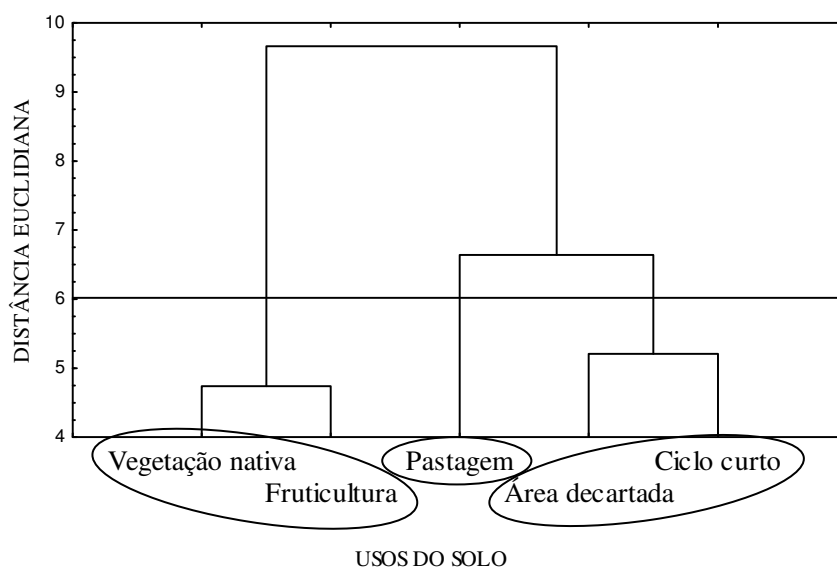 10
9
8
7
6
5
4
DISTÂNCIA EUCLIDIANA
Vegetação nativa
Fruticultura
Pastagem
Ciclo curto
Área decartada
USOS DO SOLO